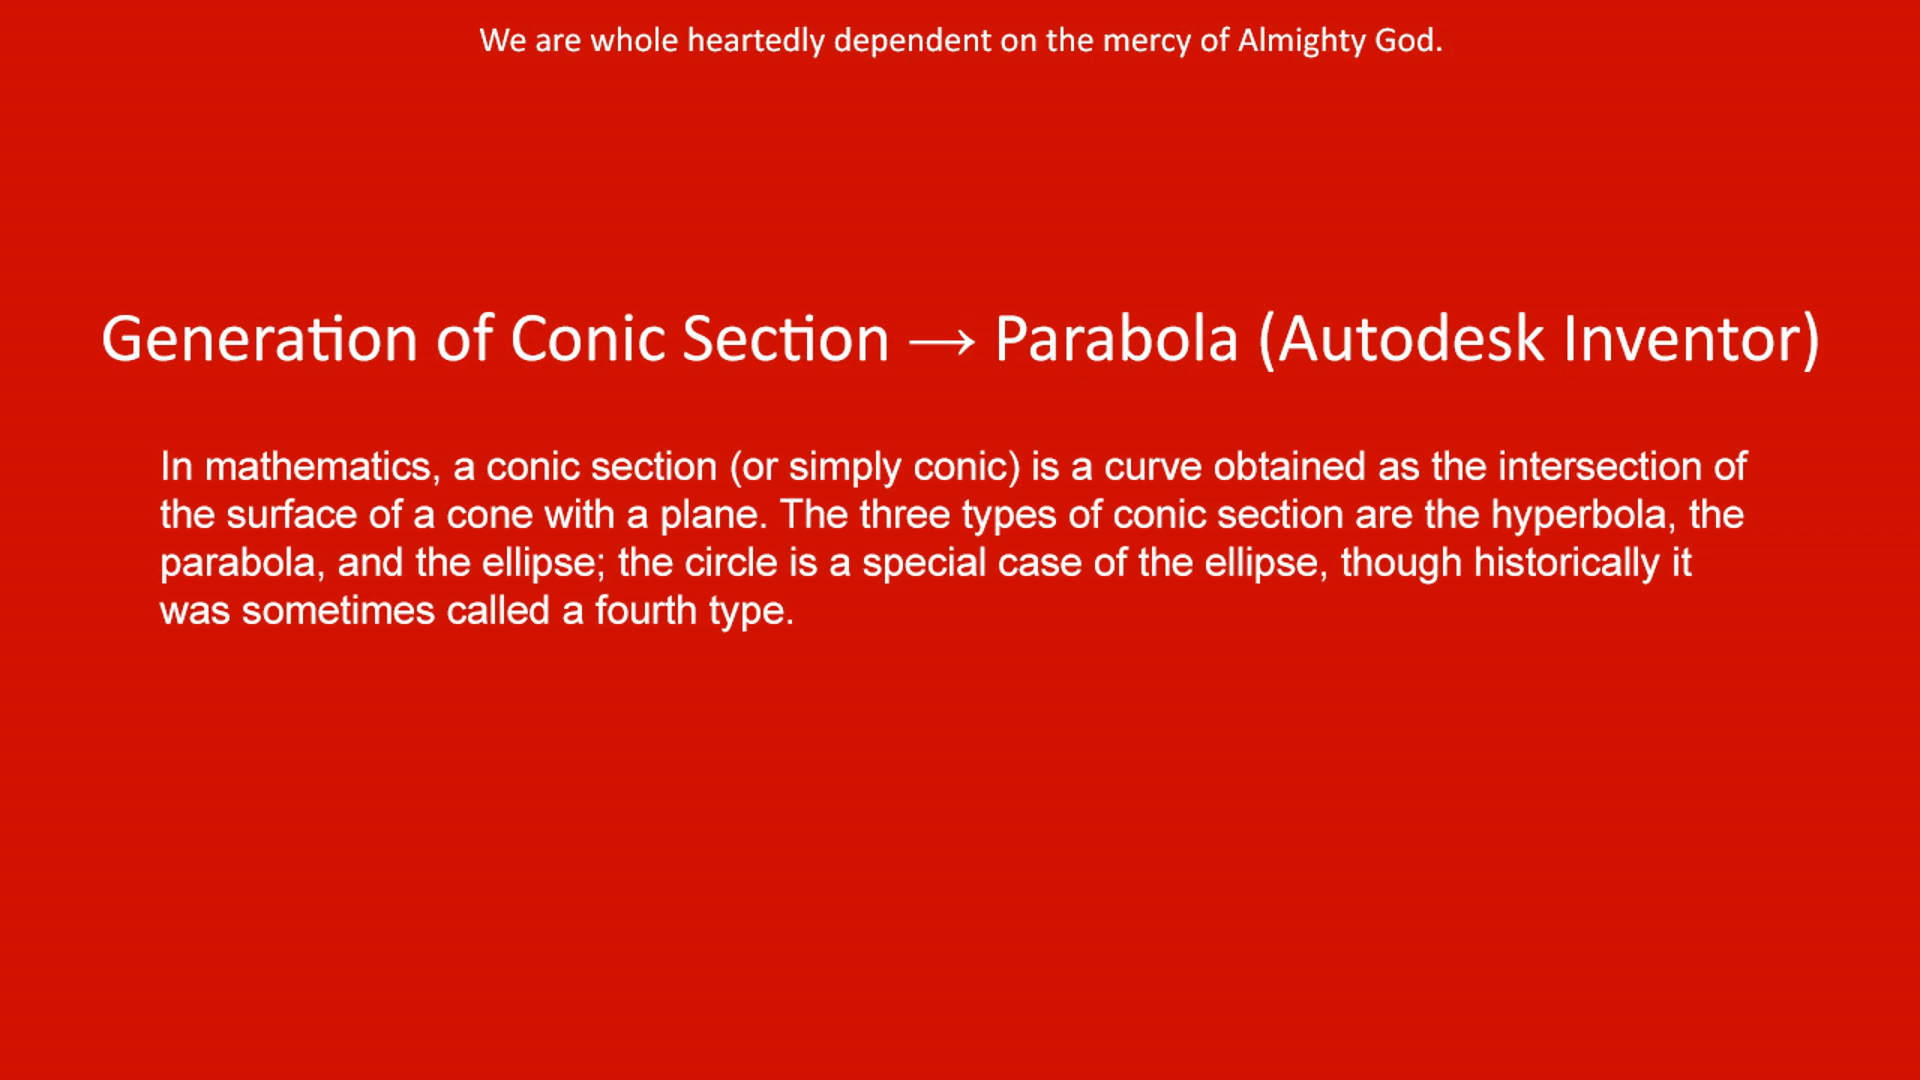 We are whole heartedly dependent on the mercy of Almighty God.
Generation of Conic Section → Parabola (Autodesk Inventor)
In mathematics, a conic section (or simply conic) is a curve obtained as the intersection of
the surface of a cone with a plane. The three types of conic section are the hyperbola, the
parabola, and the ellipse; the circle is a special case of the ellipse, though historically it
was sometimes called a fourth type.